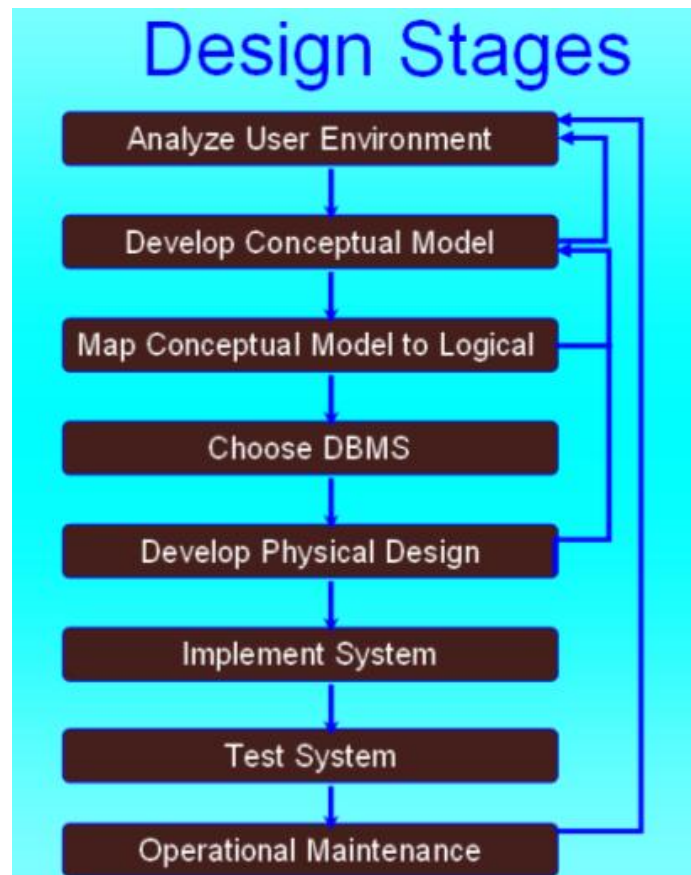 Design Stages
Analyze User Environment
Develop Conceptual Model
Map Conceptual Model to Logical
Choose DBMS
Develop Physical Design
Implement System
Test System
Operational Maintenance